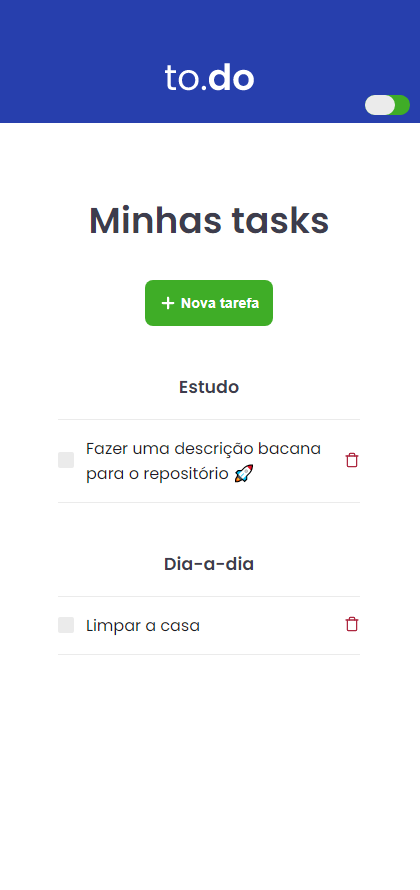 to.do
Minhas tasks
Nova tarefa
Estudo
Fazer uma descrição bacana
para o repositório 🚀
Dia-a-dia
Limpar a casa